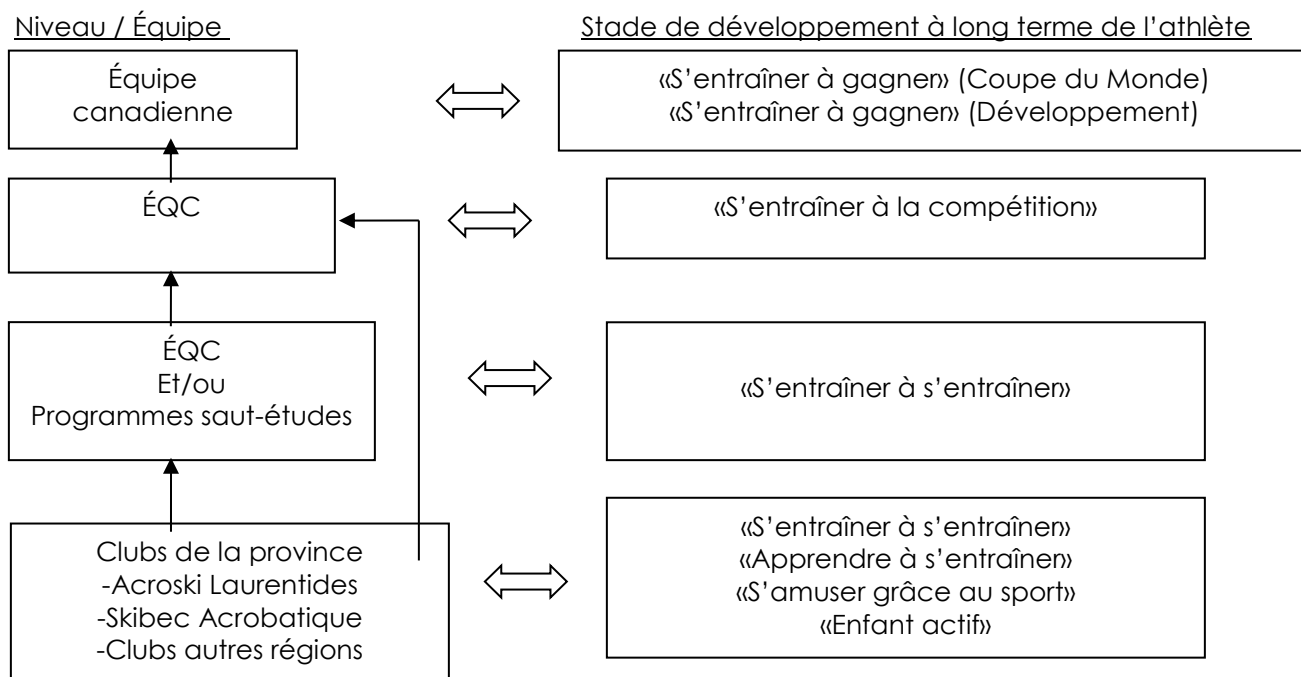 Niveau / Équipe
Stade de développement à long terme de l'athlète
Équipe
canadienne
«S'entraîner à gagner» (Coupe du Monde)
«S'entraîner à gagner» (Développement)
ÉQC
«S'entraîner à la compétition»
ÉQC
Et/ou
Programmes saut-études
«S'entraîner à s'entraîner»
Clubs de la province
-Acroski Laurentides
-Skibec Acrobatique
-Clubs autres régions
«S'entraîner à s'entraîner»
«Apprendre à s'entraîner»
«S'amuser grâce au sport»
«Enfant actif»